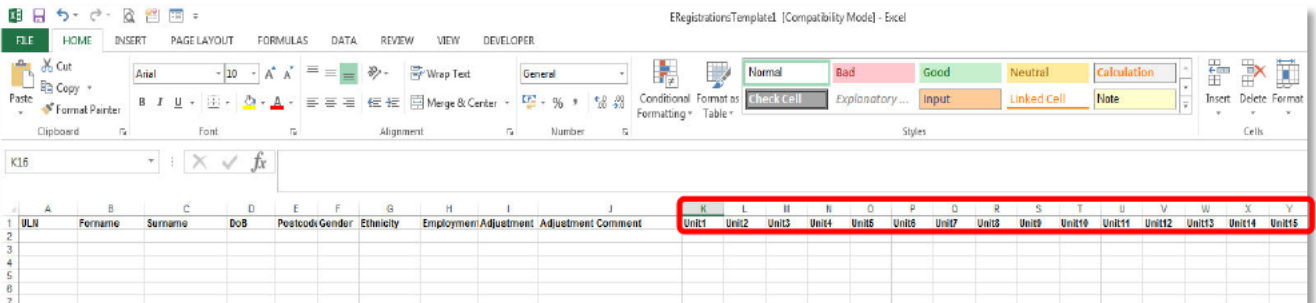 ERegistrationsTemplate1 [Compatibility Mode] - Excel
FILE HOME INSERT PAGE LAYOUT FORMULAS DATA REVIEW VIEW DEVELOPER
Cut
Copy
Format Painter
Paste
Clipboard
Arial 10
B I U
Font
Wrap Text
Merge & Center
Alignment
General
% ,
Number
Conditional Formatting
Format as Table
Normal Bad Good Neutral Calculation
Check Cell Explanatory ... Input Linked Cell Note
Styles
Insert Delete Format
Cells
K16 fx
A B C D E F G H I J K L M N O P Q R S T U V W X Y
1 ULN Forname Surname DoB Postcode Gender Ethnicity Employmen Adjustment Adjustment Comment Unit1 Unit2 Unit3 Unit4 Unit5 Unit6 Unit7 Unit8 Unit9 Unit10 Unit11 Unit12 Unit13 Unit14 Unit15
2
3
4
5
6
7